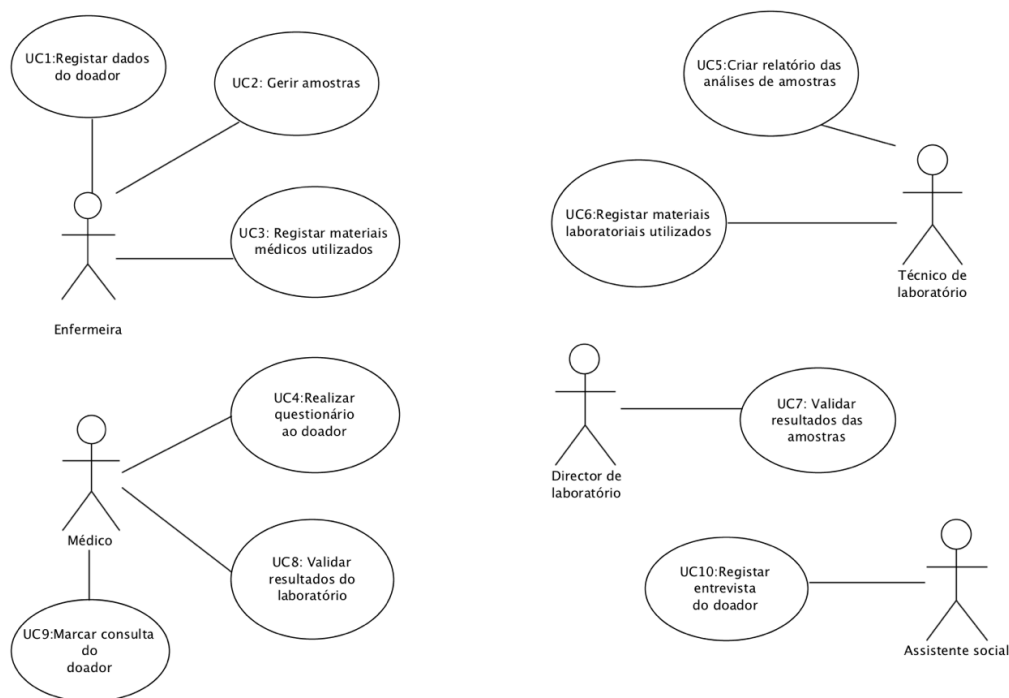 UC1:Registar dados
do doador
UC2: Gerir amostras
UC3: Registar materiais
médicos utilizados
Enfermeira
UC4:Realizar
questionário
ao doador
Médico
UC8: Validar
resultados do
laboratório
UC9:Marcar consulta
do
doador
UC5:Criar relatório das
análises de amostras
UC6:Registar materiais
laboratoriais utilizados
Técnico de
laboratório
UC7: Validar
resultados das
amostras
Director de
laboratório
UC10:Registar
entrevista
do doador
Assistente social